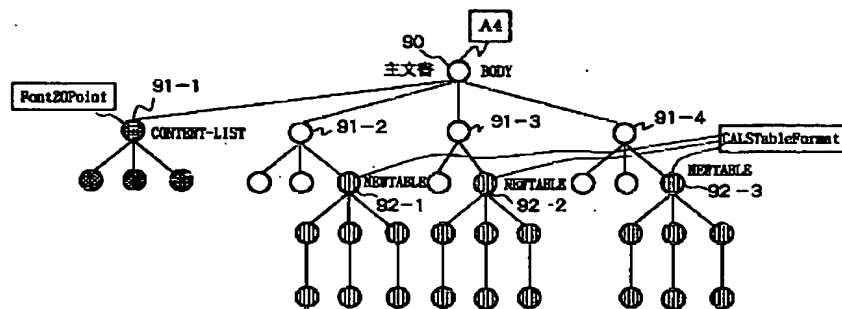 A4
90
主文書 BODY
91-1
Font20Point
CONTENT-LIST
91-2
91-3
91-4
CALSTableFormat
NEWTABLE
92-1
NEWTABLE
92-2
NEWTABLE
92-3